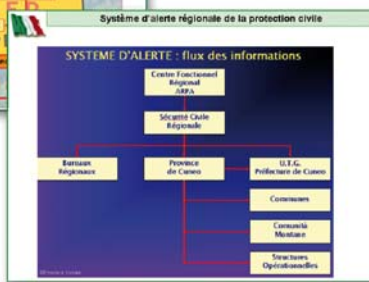 Système d'alerte régionale de la protection civile
SYSTEME D'ALERTE : flux des informations
Centre Fonctionnel
Régional
ARPA
Sécurité Civile
Régionale
Bureaux
Régionaux
Province
de Cuneo
U.T.G.
Préfecture de Cuneo
Communes
Comunità
Montane
Structures
Opérationnelles